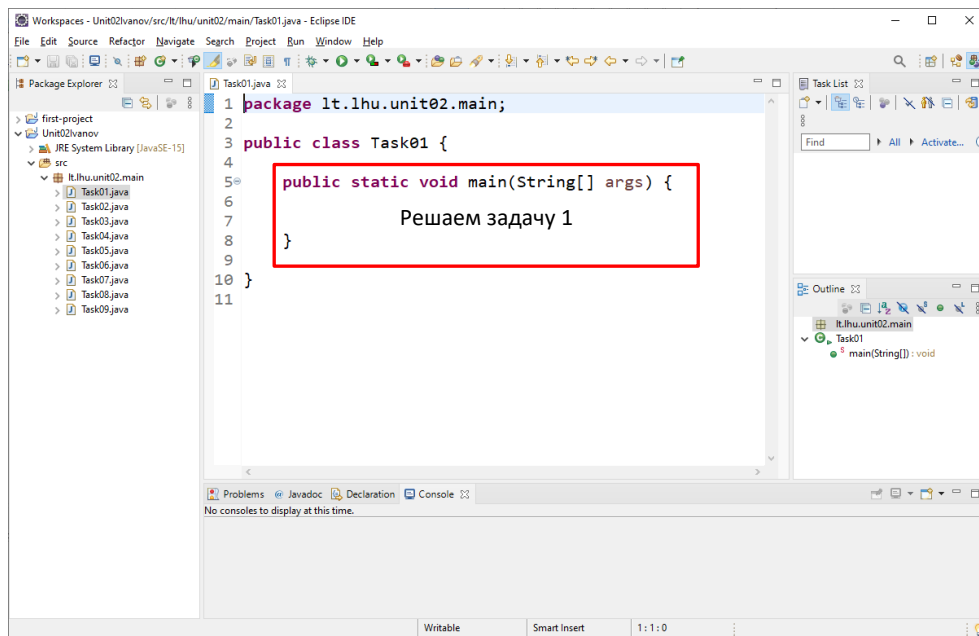 Workspaces - Unit02Ivanov/src/lt/lhu/unit02/main/Task01.java - Eclipse IDE
File Edit Source Refactor Navigate Search Project Run Window Help
Package Explorer
first-project
Unit02Ivanov
JRE System Library [JavaSE-15]
src
lt.lhu.unit02.main
Task01.java
Task02.java
Task03.java
Task04.java
Task05.java
Task06.java
Task07.java
Task08.java
Task09.java
Task01.java
1 package lt.lhu.unit02.main;
2
3 public class Task01 {
4
5 public static void main(String[] args) {
6
7 Решаем задачу 1
8 }
9
10 }
11
Task List
Find All Activate...
Outline
lt.lhu.unit02.main
Task01
main(String[]) : void
Problems Javadoc Declaration Console
No consoles to display at this time.
Writable Smart Insert 1 : 1 : 0